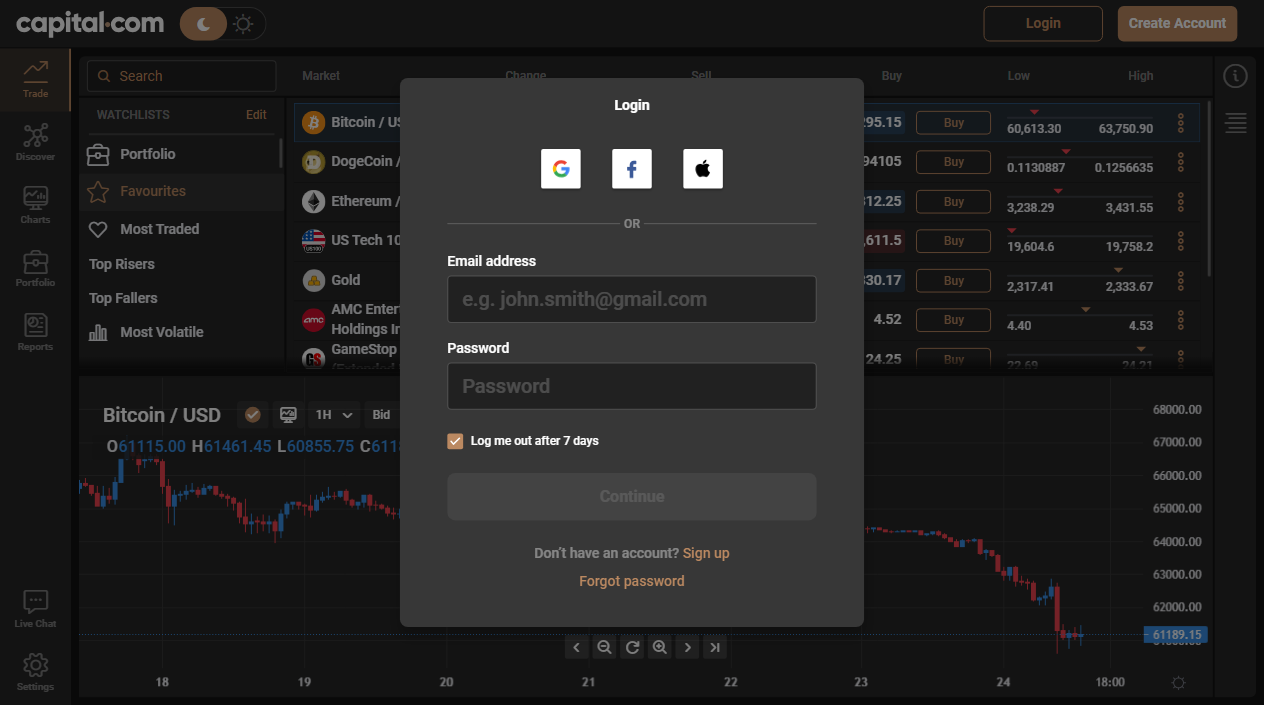 capital.com
Login
Create Account
Trade
Discover
Charts
Portfolio
Reports
Live Chat
Settings
Search
WATCHLISTS Edit
Portfolio
Favourites
Most Traded
Top Risers
Top Fallers
Most Volatile
Market Change Sell Buy Low High
Bitcoin / US 295.15 Buy 60,613.30 63,750.90
DogeCoin / 94105 Buy 0.1130887 0.1256635
Ethereum / 312.25 Buy 3,238.29 3,431.55
US Tech 10 ,611.5 Buy 19,604.6 19,758.2
Gold 330.17 Buy 2,317.41 2,333.67
AMC Enter
Holdings In 4.52 Buy 4.40 4.53
GameStop 24.25 Buy 22.69 24.21
(Extended
Login
OR
Email address
e.g. john.smith@gmail.com
Password
Password
Log me out after 7 days
Continue
Don't have an account? Sign up
Forgot password
Bitcoin / USD 1H Bid
O61115.00 H61461.45 L60855.75 C611
68000.00
67000.00
66000.00
65000.00
64000.00
63000.00
62000.00
61189.15
18 19 20 21 22 23 24 18:00